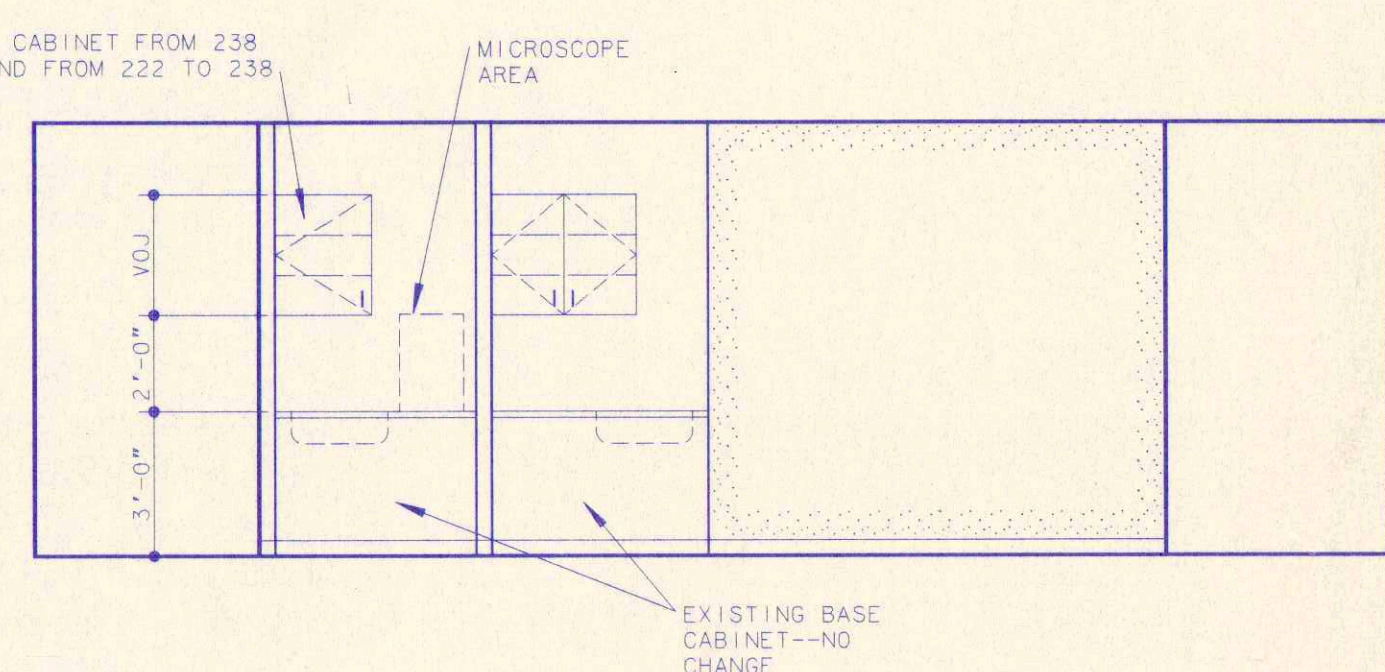 CABINET FROM 238
ND FROM 222 TO 238
MICROSCOPE
AREA
VOJ
2'-0"
3'-0"
EXISTING BASE
CABINET--NO
CHANGE